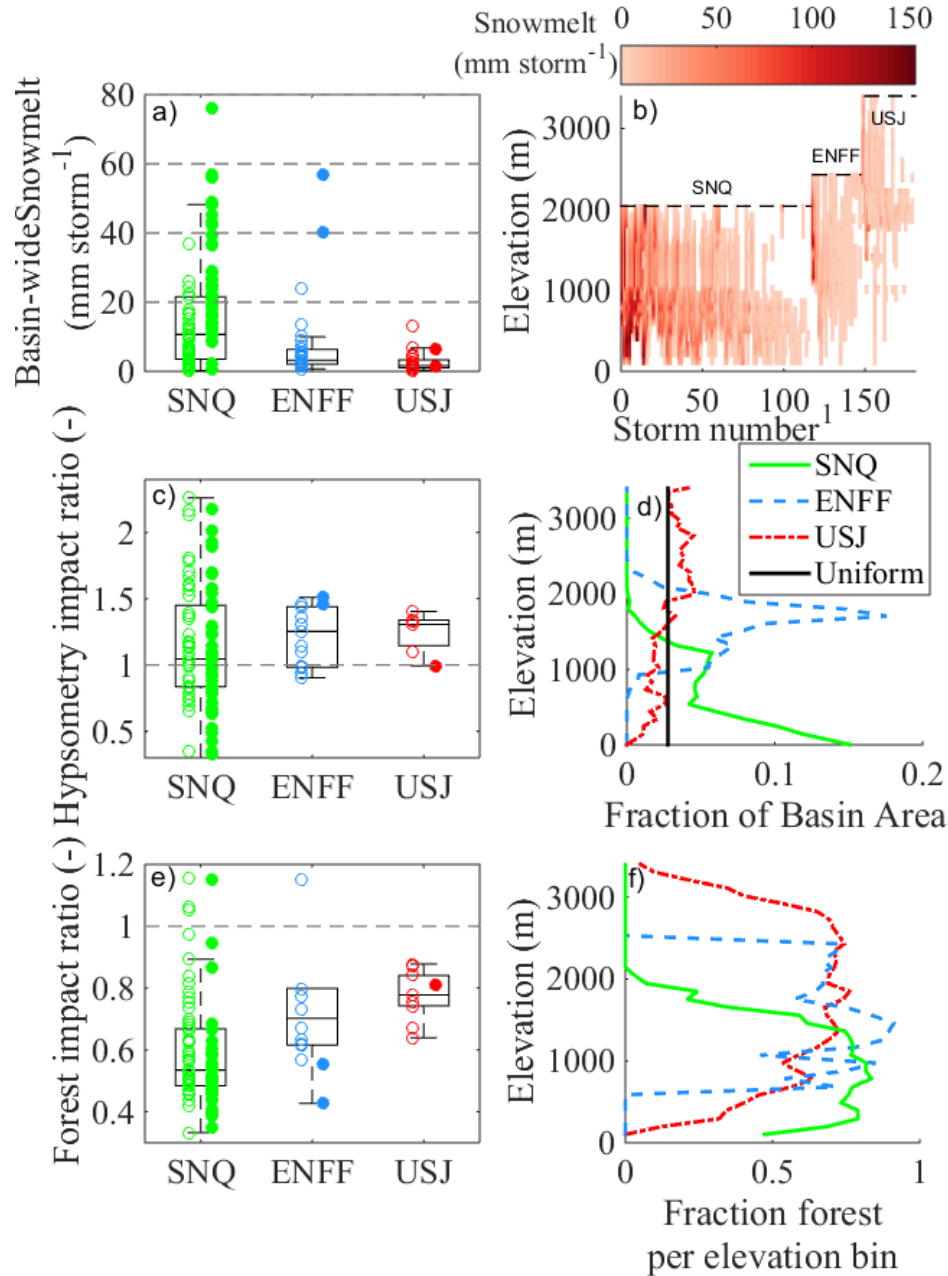 Snowmelt
(mm storm-1)
0 50 100 150
Basin-wideSnowmelt
(mm storm-1)
a)
80
60
40
20
0
SNQ ENFF USJ
b)
SNQ
ENFF
USJ
Elevation (m)
3000
2000
1000
0
0 50 100 150
Storm number1
Hypsometry impact ratio (-)
c)
2
1.5
1
0.5
SNQ ENFF USJ
SNQ
ENFF
USJ
Uniform
d)
Elevation (m)
3000
2000
1000
0
0 0.1 0.2
Fraction of Basin Area
Forest impact ratio (-)
e)
1.2
1
0.8
0.6
0.4
SNQ ENFF USJ
f)
Elevation (m)
3000
2000
1000
0
0 0.5 1
Fraction forest
per elevation bin